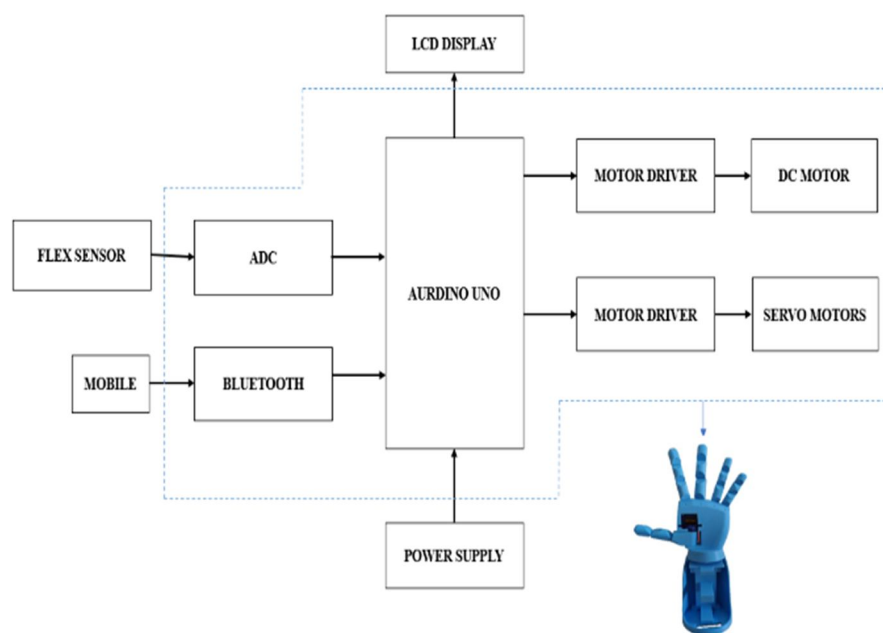 LCD DISPLAY
MOTOR DRIVER
DC MOTOR
FLEX SENSOR
ADC
AURDINO UNO
MOTOR DRIVER
SERVO MOTORS
MOBILE
BLUETOOTH
POWER SUPPLY